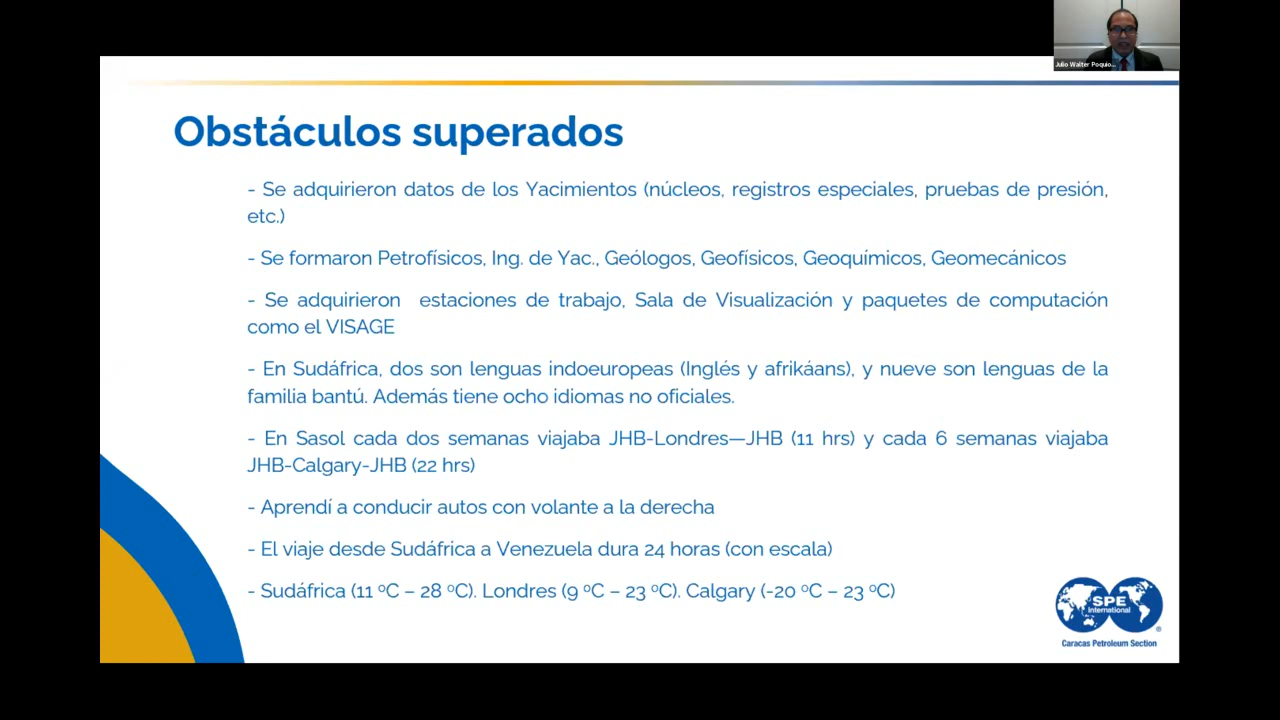 Julio Walter Poquio...
Obstáculos superados
- Se adquirieron datos de los Yacimientos (núcleos, registros especiales, pruebas de presión,
etc.)
- Se formaron Petrofísicos, Ing. de Yac., Geólogos, Geofísicos, Geoquímicos, Geomecánicos
- Se adquirieron estaciones de trabajo, Sala de Visualización y paquetes de computación
como el VISAGE
- En Sudáfrica, dos son lenguas indoeuropeas (Inglés y afrikáans), y nueve son lenguas de la
familia bantú. Además tiene ocho idiomas no oficiales.
- En Sasol cada dos semanas viajaba JHB-Londres—JHB (11 hrs) y cada 6 semanas viajaba
JHB-Calgary-JHB (22 hrs)
- Aprendí a conducir autos con volante a la derecha
- El viaje desde Sudáfrica a Venezuela dura 24 horas (con escala)
- Sudáfrica (11 ºC – 28 ºC). Londres (9 ºC – 23 ºC). Calgary (-20 ºC – 23 ºC)
SPE
International
®
Caracas Petroleum Section